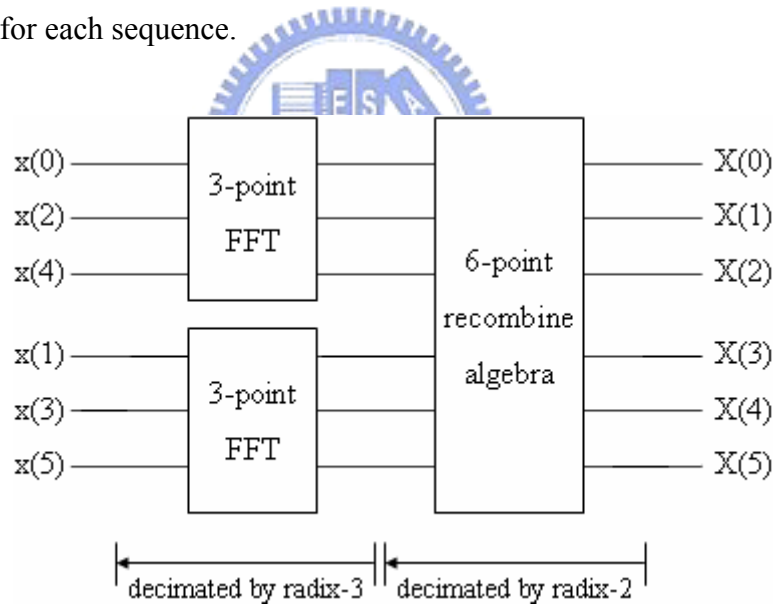 for each sequence.
E S A
x(0)
x(2)
x(4)
x(1)
x(3)
x(5)
3-point
FFT
3-point
FFT
6-point
recombine
algebra
X(0)
X(1)
X(2)
X(3)
X(4)
X(5)
decimated by radix-3
decimated by radix-2